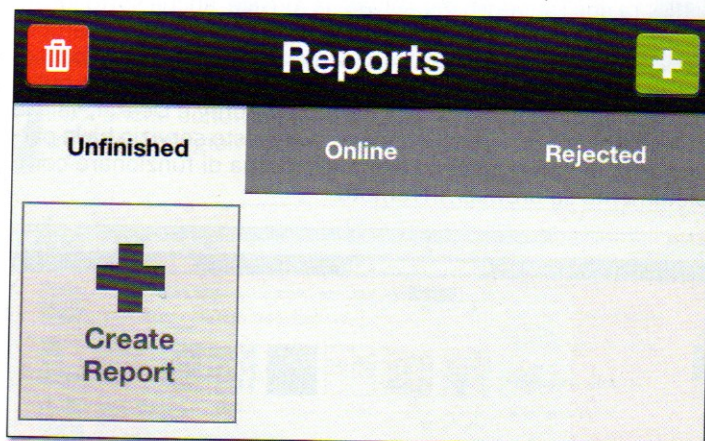 Reports
Unfinished
Online
Rejected
Create
Report